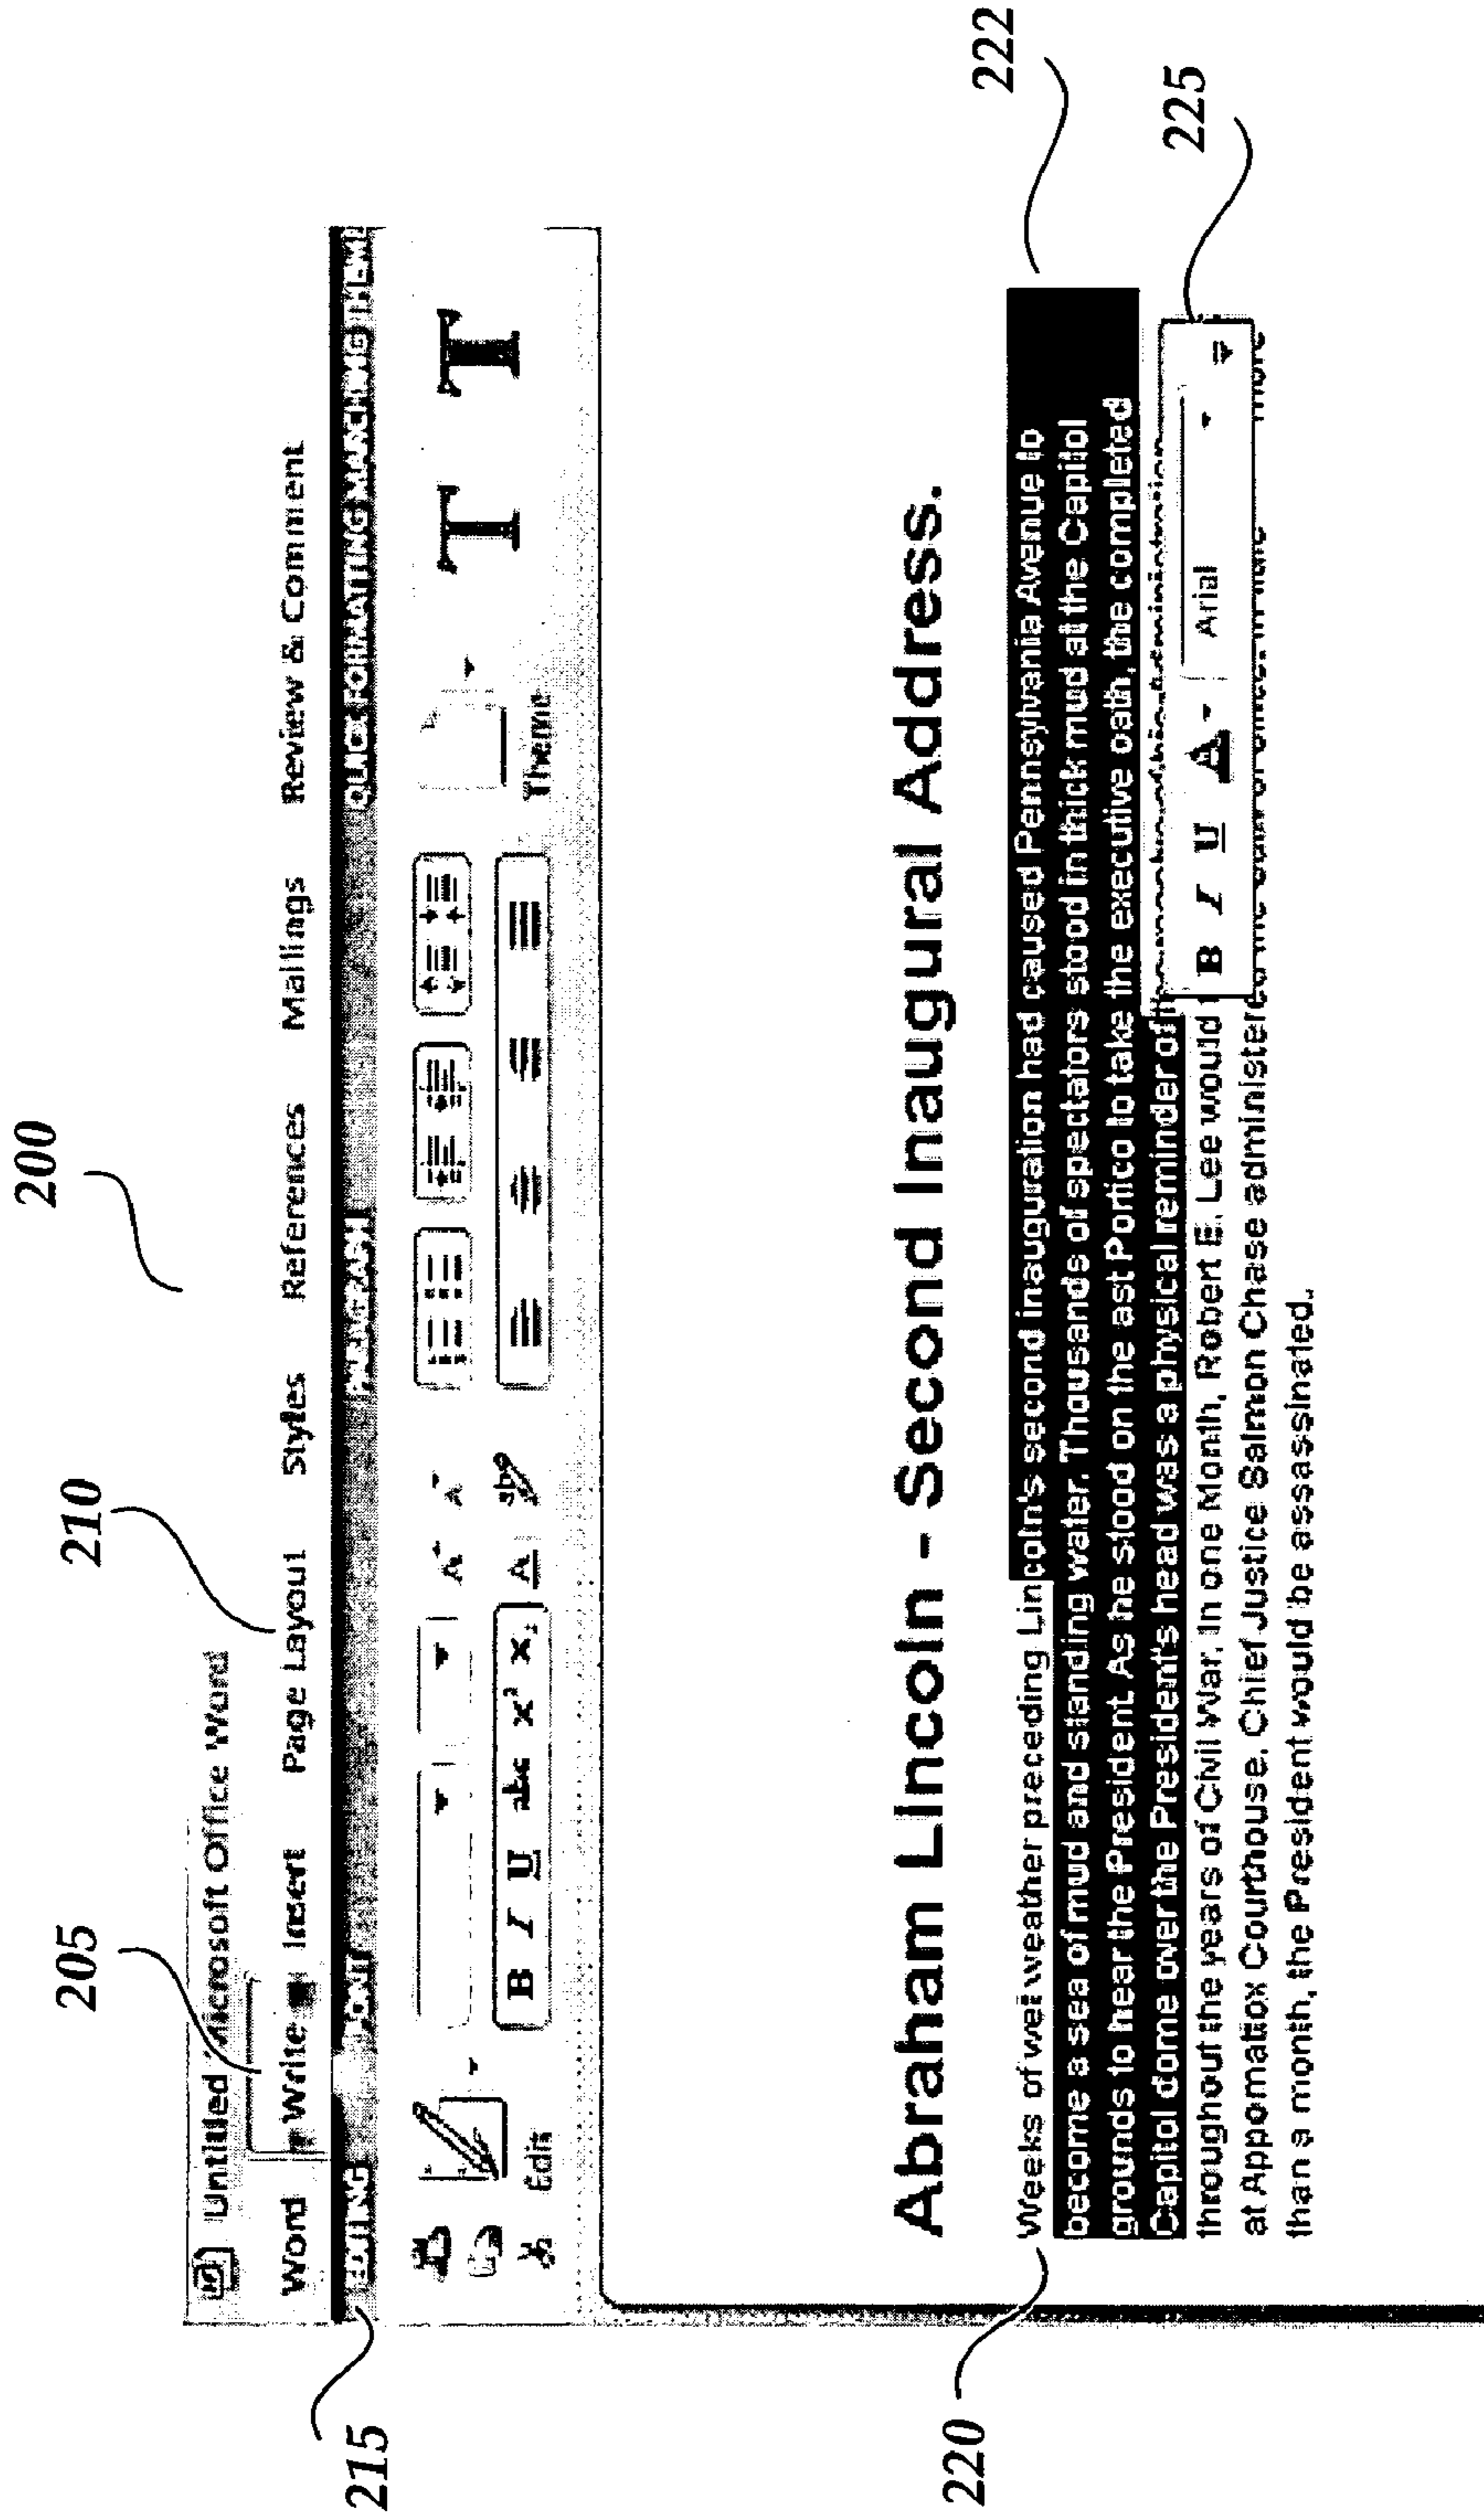 200
205
210
Untitled Microsoft Office Word
Word Write Insert Page Layout Styles References Mailings Review & Comment
215
EDITING FONT PARAGRAPH QUICK FORMATTING
A A
B I U abc x² x₂ A ab
Edit Theme T T
Abraham Lincoln - Second Inaugural Address.
220
222
Weeks of wet weather preceding Lincoln's second inauguration had caused Pennsylvania Avenue to
become a sea of mud and standing water. Thousands of spectators stood in thick mud at the Capitol
grounds to hear the President. As he stood on the ast Portico to take the executive oath, the completed
Capitol dome over the President's head was a physical reminder of
225
B I U A Arial
throughout the years of Civil War. In one Month, Robert E. Lee would
at Appomattox Courthouse. Chief Justice Salmon Chase administered more
than a month, the President would be assassinated.